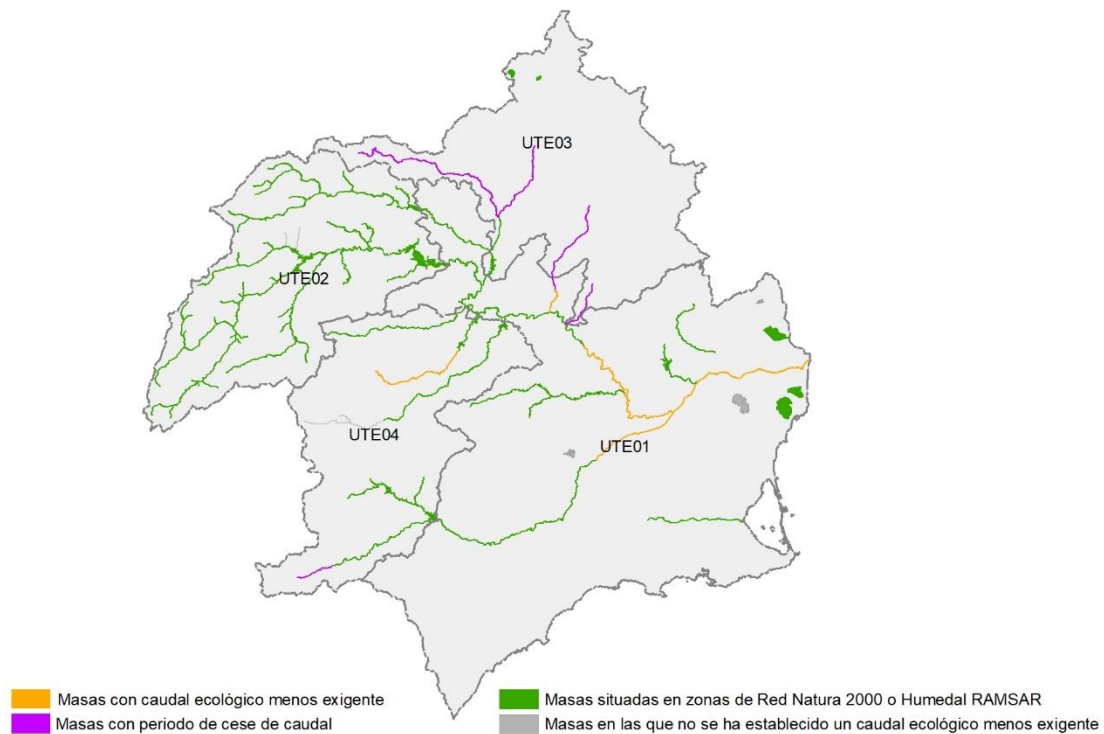 UTE03
UTE02
UTE04
UTE01
Masas con caudal ecológico menos exigente
Masas situadas en zonas de Red Natura 2000 o Humedal RAMSAR
Masas con periodo de cese de caudal
Masas en las que no se ha establecido un caudal ecológico menos exigente